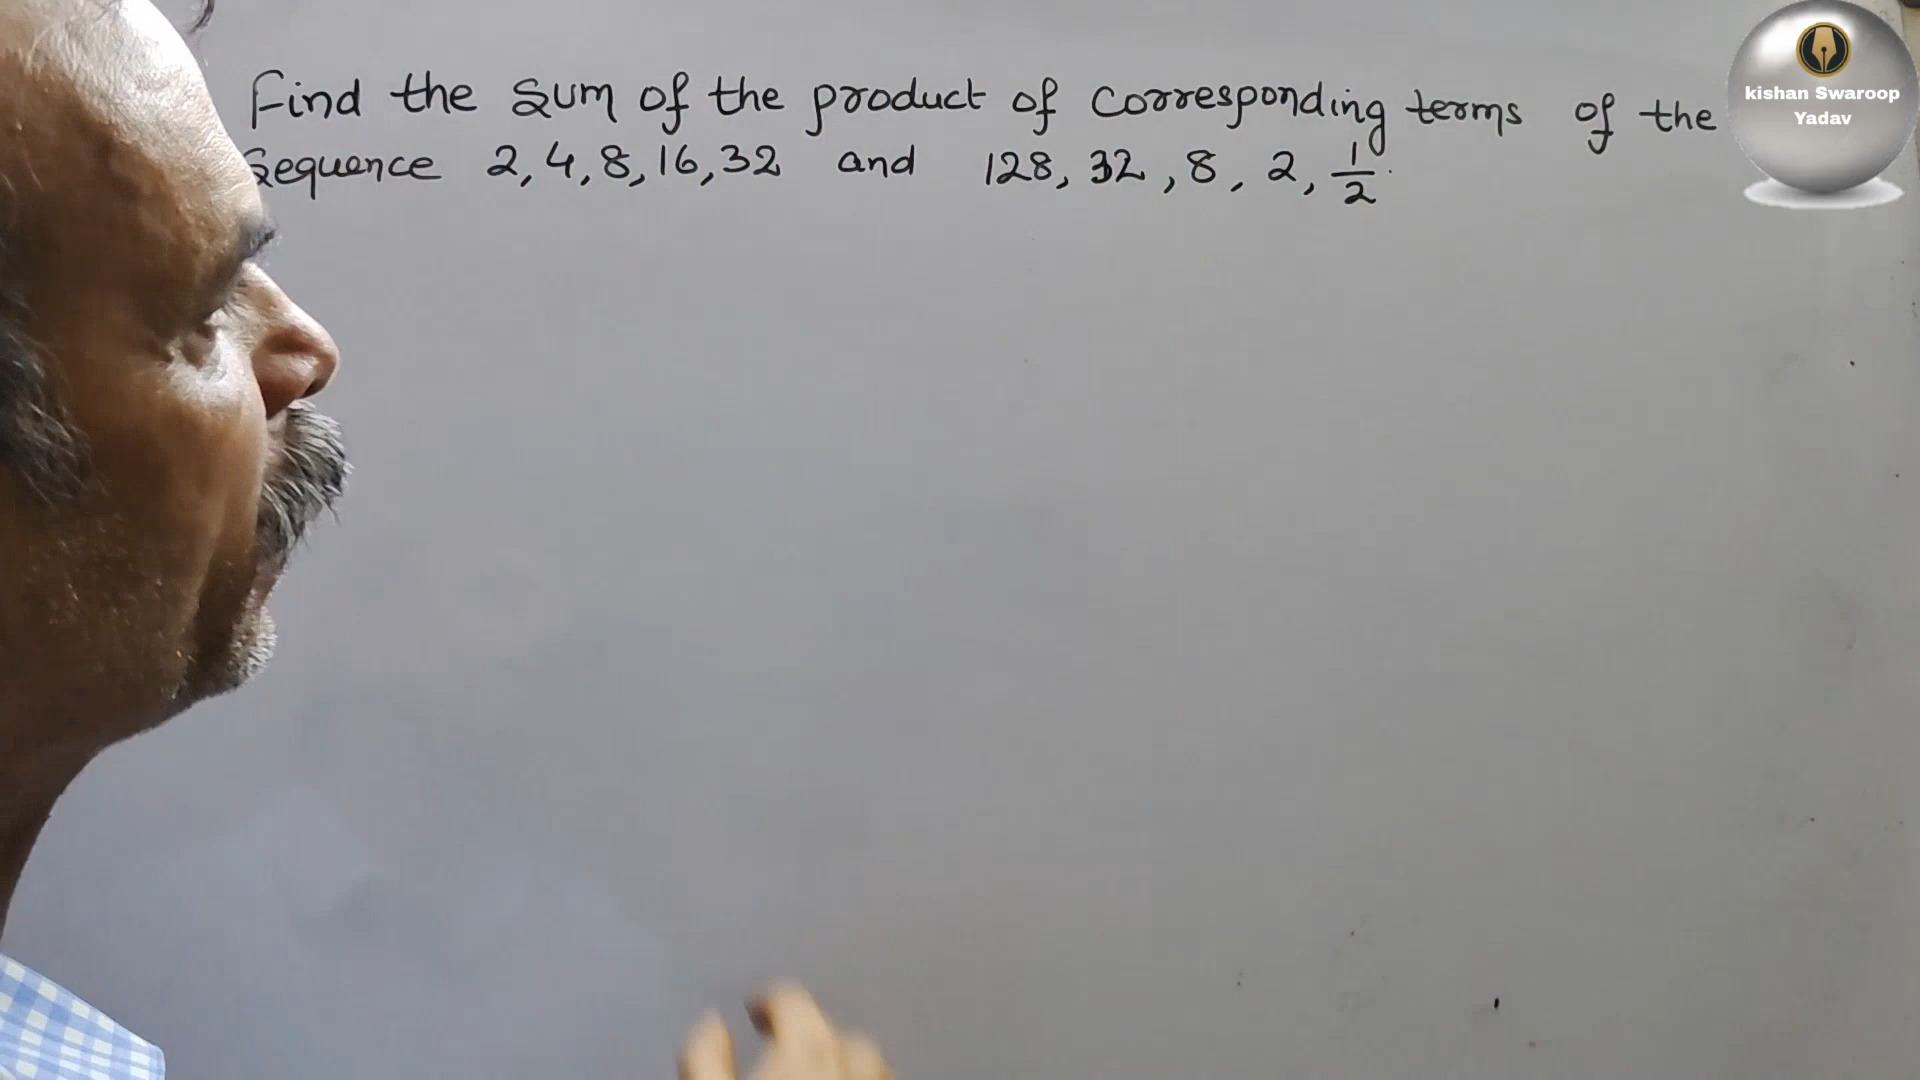 Find the sum of the product of corresponding terms of the
sequence 2, 4, 8, 16, 32 and 128, 32, 8, 2, 1/2.
kishan Swaroop
Yadav